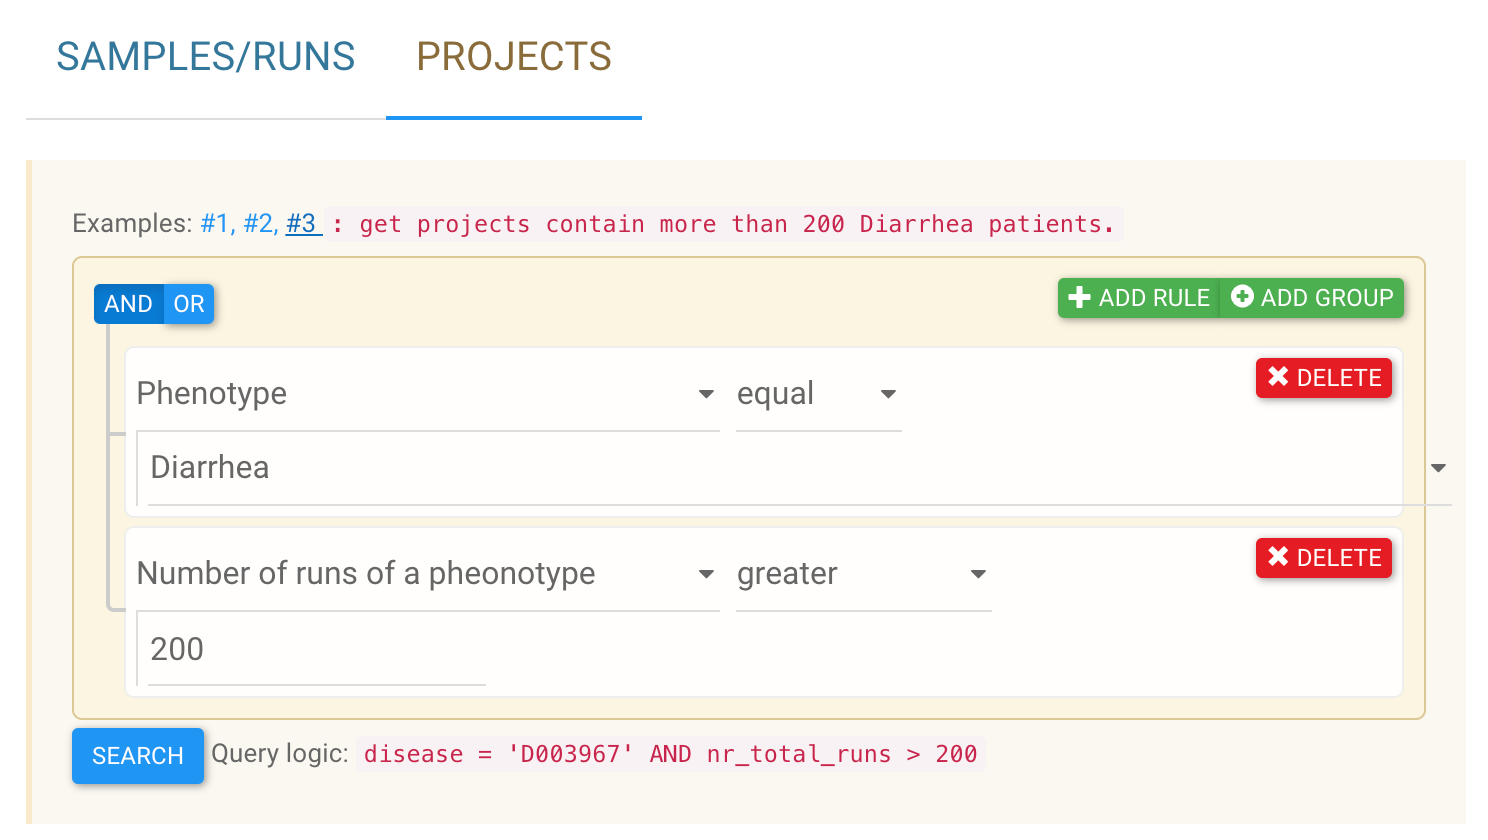 SAMPLES/RUNS PROJECTS
Examples: #1, #2, #3 : get projects contain more than 200 Diarrhea patients.
AND OR ADD RULE ADD GROUP
Phenotype equal DELETE
Diarrhea
Number of runs of a pheonotype greater DELETE
200
SEARCH Query logic: disease = 'D003967' AND nr_total_runs > 200